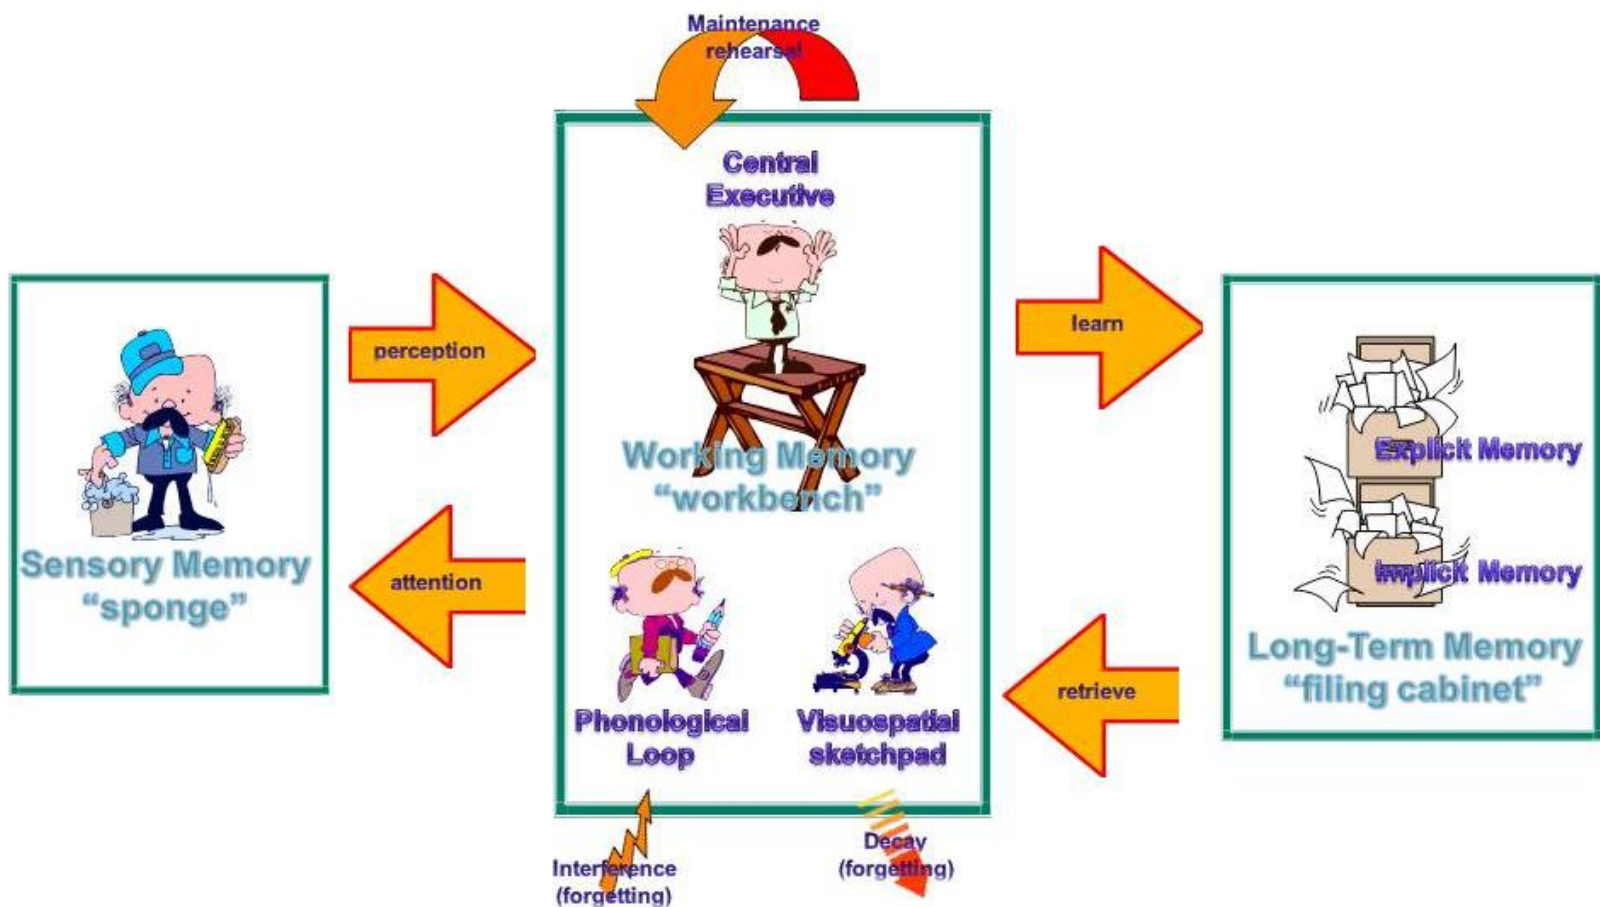 Maintenance
rehearsal
Central
Executive
perception
learn
Explicit Memory
Working Memory
“workbench”
Sensory Memory
“sponge”
attention
Implicit Memory
Long-Term Memory
“filing cabinet”
retrieve
Phonological
Loop
Visuospatial
sketchpad
Interference
(forgetting)
Decay
(forgetting)